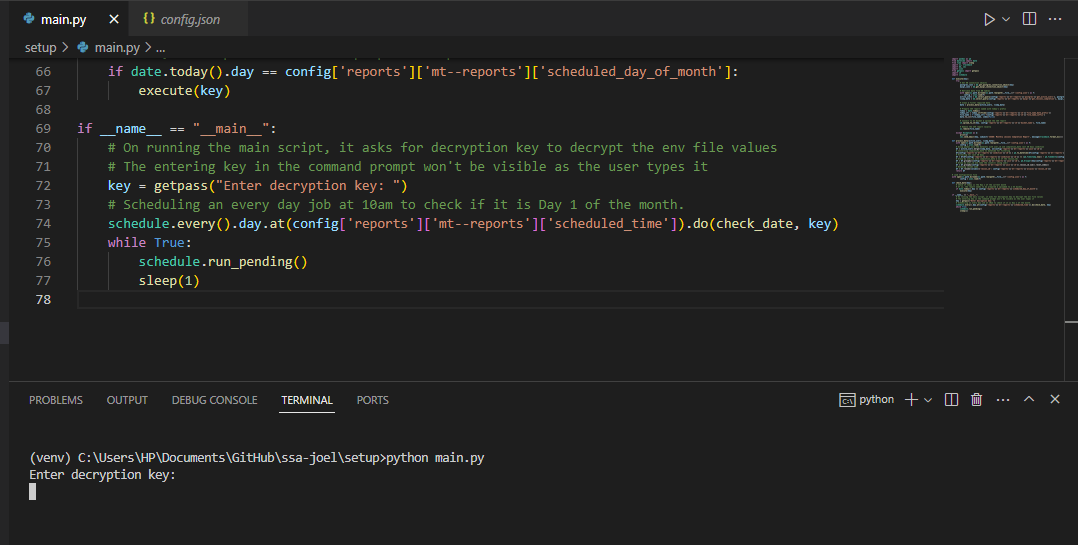 main.py
{} config.json
setup > main.py > ...
66 if date.today().day == config['reports']['mt--reports']['scheduled_day_of_month']:
67 execute(key)
68
69 if __name__ == "__main__":
70 # On running the main script, it asks for decryption key to decrypt the env file values
71 # The entering key in the command prompt won't be visible as the user types it
72 key = getpass("Enter decryption key: ")
73 # Scheduling an every day job at 10am to check if it is Day 1 of the month.
74 schedule.every().day.at(config['reports']['mt--reports']['scheduled_time']).do(check_date, key)
75 while True:
76 schedule.run_pending()
77 sleep(1)
78
PROBLEMS OUTPUT DEBUG CONSOLE TERMINAL PORTS
python
(venv) C:\Users\HP\Documents\GitHub\ssa-joel\setup>python main.py
Enter decryption key: